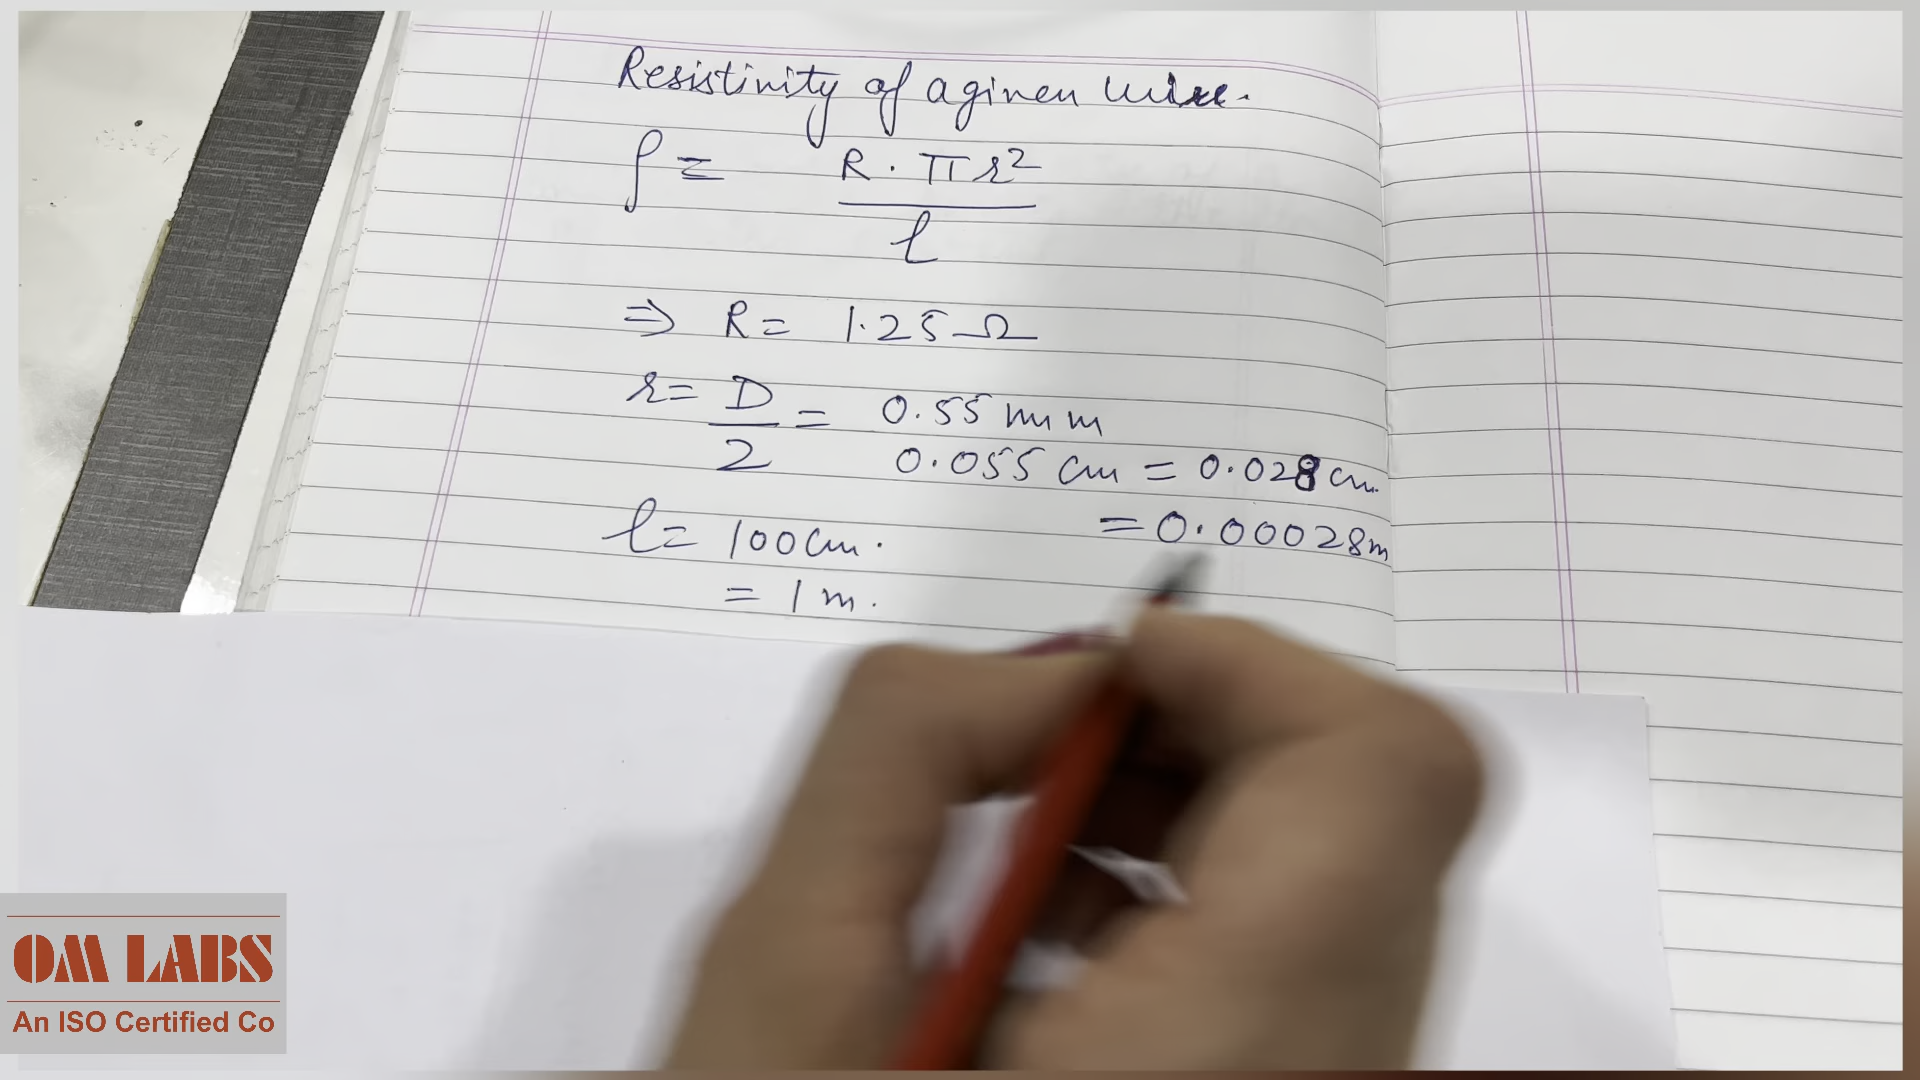 Resistivity of a given wire.
ρ = R · πr²
l
⇒ R = 1.25 Ω
r = D/2 = 0.55 mm
0.055 cm = 0.028 cm
= 0.00028m
l = 100 cm.
= 1 m.
OM LABS
An ISO Certified Co